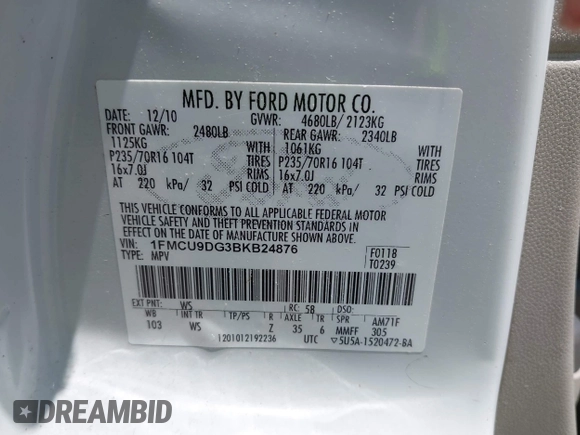 MFD. BY FORD MOTOR CO.
DATE: 12/10 GVWR: 4680LB/ 2123KG
FRONT GAWR: 2480LB REAR GAWR: 2340LB
1125KG 1061KG
P235/70R16 104T TIRES P235/70R16 104T TIRES
16x7.0J RIMS 16x7.0J RIMS
AT 220 kPa/ 32 PSI COLD AT 220 kPa/ 32 PSI COLD
THIS VEHICLE CONFORMS TO ALL APPLICABLE FEDERAL MOTOR
VEHICLE SAFETY AND THEFT PREVENTION STANDARDS IN
EFFECT ON THE DATE OF MANUFACTURE SHOWN ABOVE.
VIN: 1FMCU9DG3BKB24876 F0118
TYPE: MPV T0239
EXT PNT: WS RC: 58 DSO:
WB INT TR TP/PS R AXLE TR SPR AM71F
103 WS Z 35 6 MMFF 305
1201012192236 UTC ▽5U5A-1520472-BA
DREAMBID